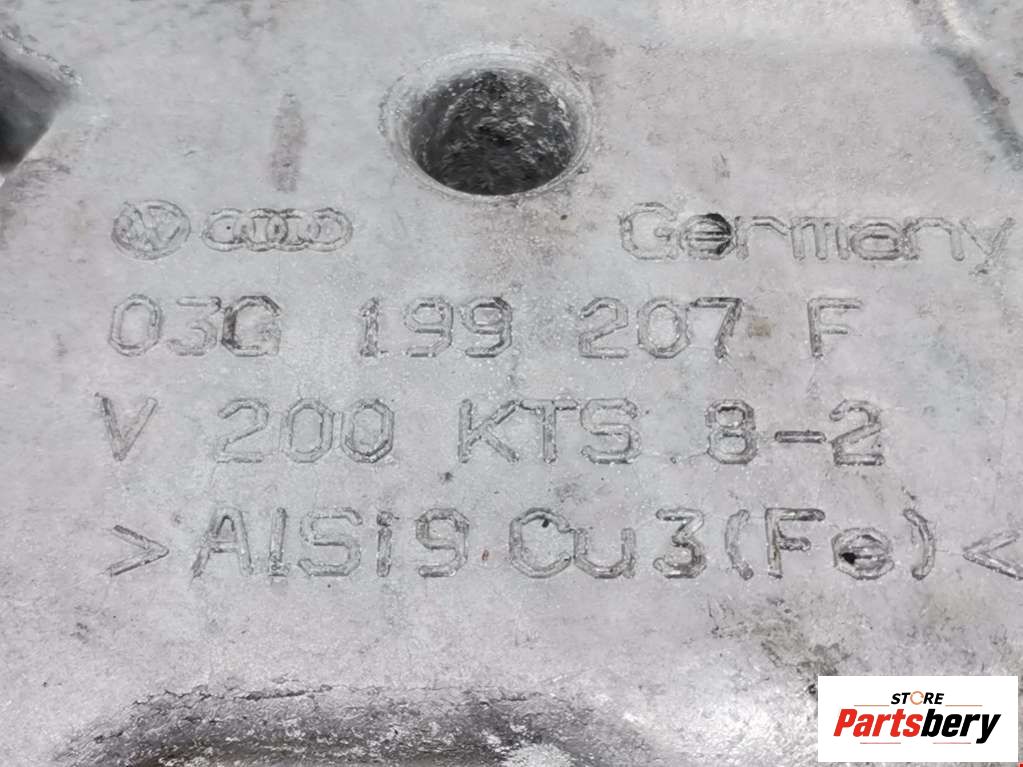 Germany
03G 199 207 F
V 200 KTS 8-2
>AlSi9Cu3(Fe)<
STORE
Partsbery